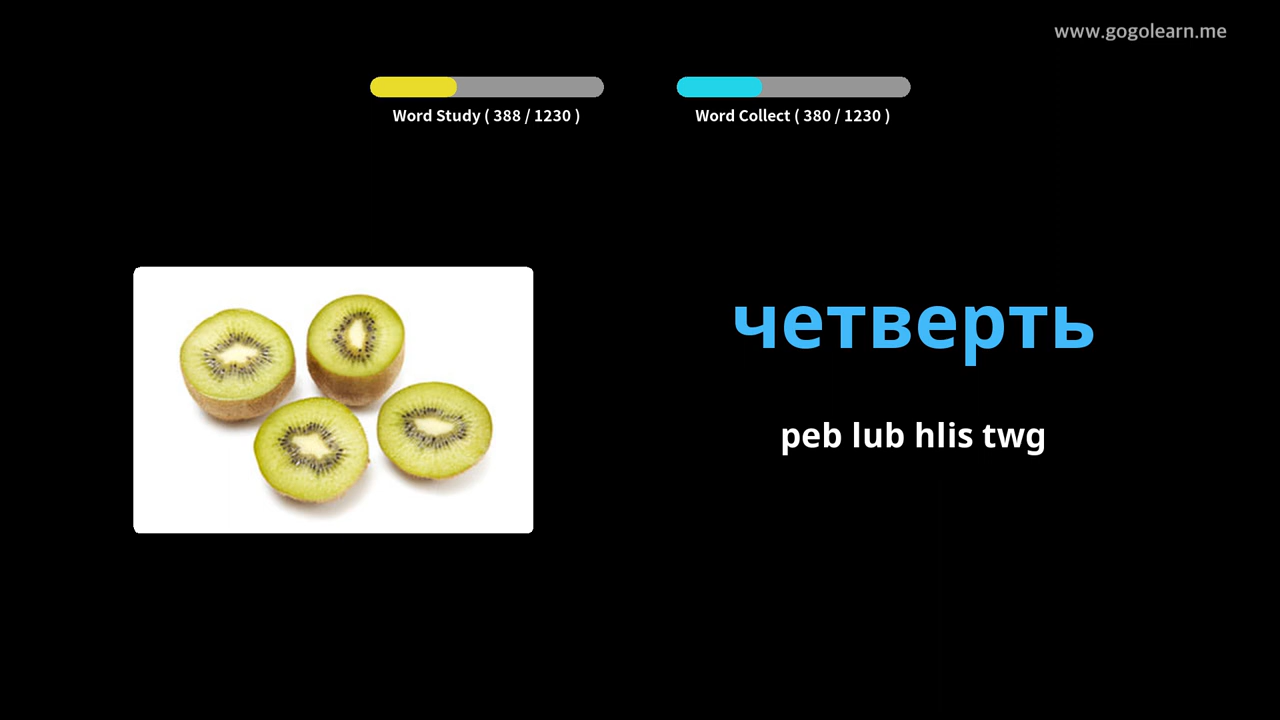 www.gogolearn.me
Word Study ( 388 / 1230 )
Word Collect ( 380 / 1230 )
четверть
peb lub hlis twg